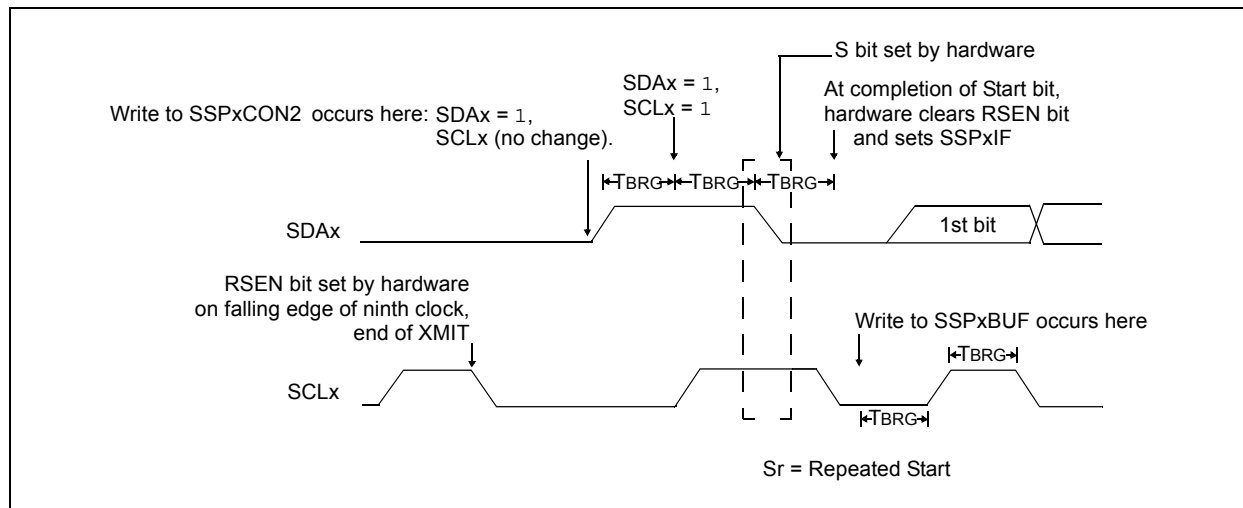 S bit set by hardware
SDAx = 1,
SCLx = 1
At completion of Start bit,
hardware clears RSEN bit
and sets SSPxIF
Write to SSPxCON2 occurs here: SDAx = 1,
SCLx (no change).
TBRG TBRG TBRG
SDAx
1st bit
RSEN bit set by hardware
on falling edge of ninth clock,
end of XMIT
Write to SSPxBUF occurs here
TBRG
SCLx
TBRG
Sr = Repeated Start